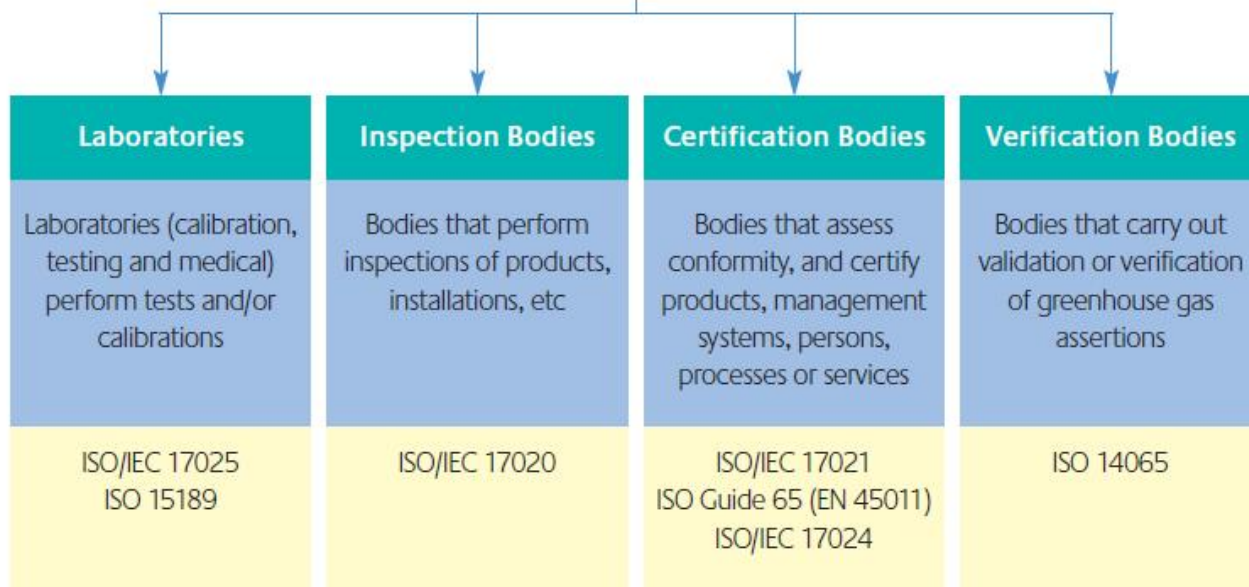 Laboratories
Laboratories (calibration,
testing and medical)
perform tests and/or
calibrations
ISO/IEC 17025
ISO 15189
Inspection Bodies
Bodies that perform
inspections of products,
installations, etc
ISO/IEC 17020
Certification Bodies
Bodies that assess
conformity, and certify
products, management
systems, persons,
processes or services
ISO/IEC 17021
ISO Guide 65 (EN 45011)
ISO/IEC 17024
Verification Bodies
Bodies that carry out
validation or verification
of greenhouse gas
assertions
ISO 14065